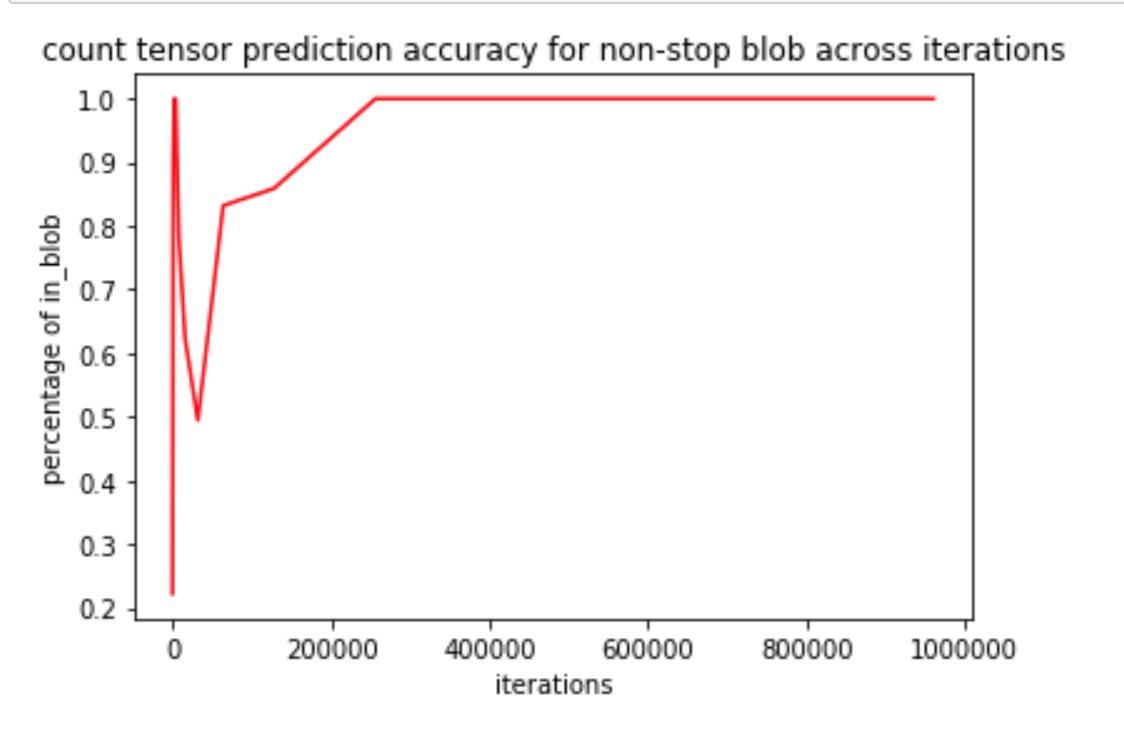 count tensor prediction accuracy for non-stop blob across iterations
1.0
0.9
0.8
0.7
0.6
0.5
0.4
0.3
0.2
percentage of in_blob
0 200000 400000 600000 800000 1000000
iterations